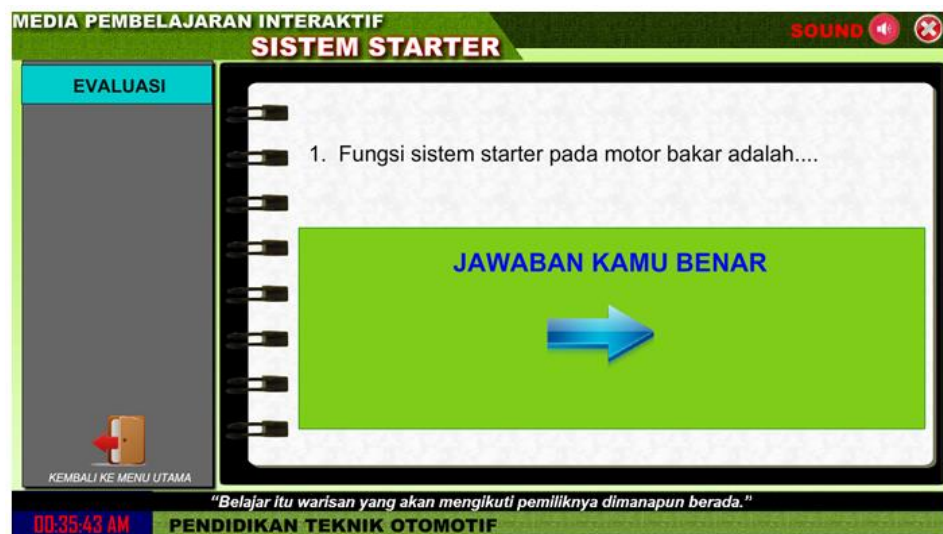 MEDIA PEMBELAJARAN INTERAKTIF
SISTEM STARTER
SOUND
EVALUASI
1. Fungsi sistem starter pada motor bakar adalah....
JAWABAN KAMU BENAR
KEMBALI KE MENU UTAMA
“Belajar itu warisan yang akan mengikuti pemiliknya dimanapun berada.”
00:35:43 AM
PENDIDIKAN TEKNIK OTOMOTIF